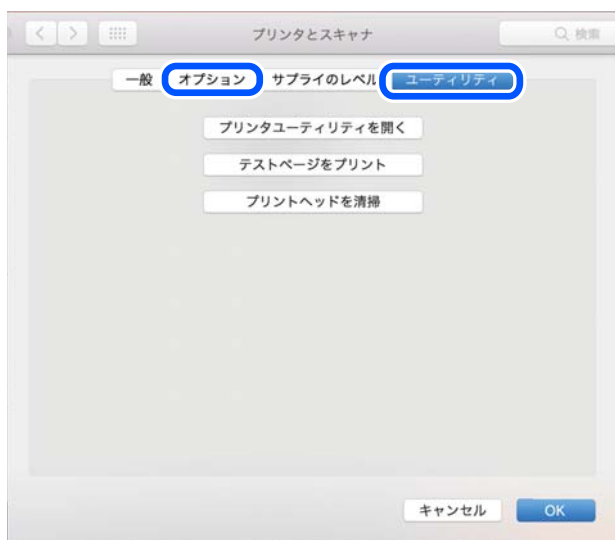 プリンタとスキャナ
検索
一般 オプション サプライのレベル ユーティリティ
プリンタユーティリティを開く
テストページをプリント
プリントヘッドを清掃
キャンセル OK